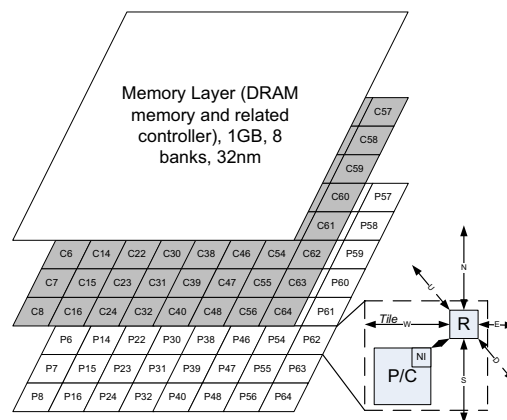 Memory Layer (DRAM
memory and related
controller), 1GB, 8
banks, 32nm
C57
C58
C59
C60 P57
C61 P58
C6 C14 C22 C30 C38 C46 C54 C62 P59
C7 C15 C23 C31 C39 C47 C55 C63 P60
C8 C16 C24 C32 C40 C48 C56 C64 P61
P6 P14 P22 P30 P38 P46 P54 P62
P7 P15 P23 P31 P39 P47 P55 P63
P8 P16 P24 P32 P40 P48 P56 P64
N
U
Tile
W
R
E
D
NI
P/C
S